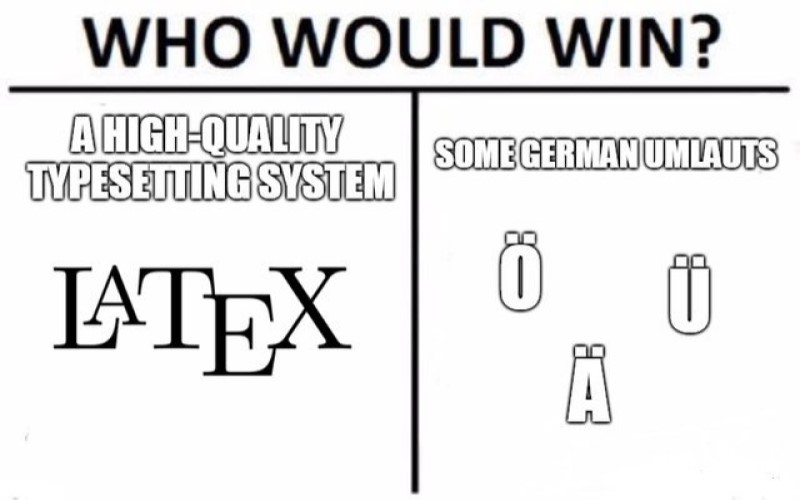 WHO WOULD WIN?
A HIGH-QUALITY
TYPESETTING SYSTEM
LATEX
SOME GERMAN UMLAUTS
Ö
Ü
Ä